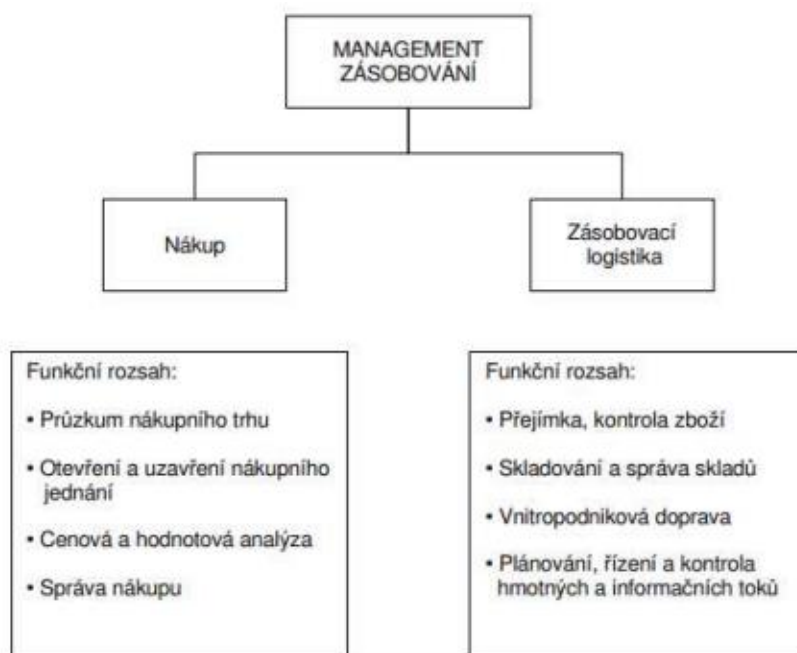 MANAGEMENT
ZÁSOBOVÁNÍ
Nákup
Zásobovací
logistika
Funkční rozsah:
• Průzkum nákupního trhu
• Otevření a uzavření nákupního
jednání
• Cenová a hodnotová analýza
• Správa nákupu
Funkční rozsah:
• Přejímka, kontrola zboží
• Skladování a správa skladů
• Vnitropodniková doprava
• Plánování, řízení a kontrola
hmotných a informačních toků